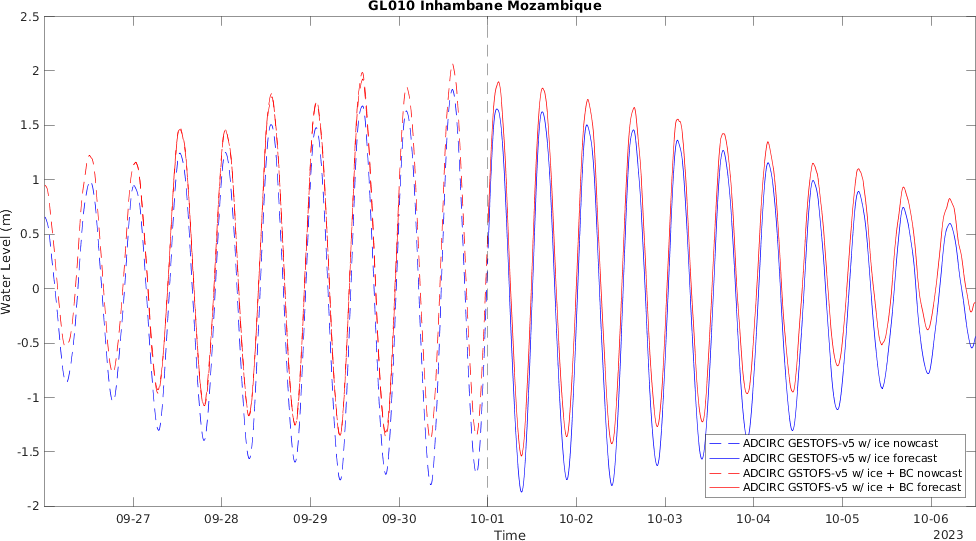 GL010 Inhambane Mozambique
2.5
2
1.5
1
0.5
0
-0.5
-1
-1.5
-2
Water Level (m)
ADCIRC GESTOFS-v5 w/ ice nowcast
ADCIRC GESTOFS-v5 w/ ice forecast
ADCIRC GSTOFS-v5 w/ ice + BC nowcast
ADCIRC GSTOFS-v5 w/ ice + BC forecast
09-27 09-28 09-29 09-30 10-01 10-02 10-03 10-04 10-05 10-06
Time 2023